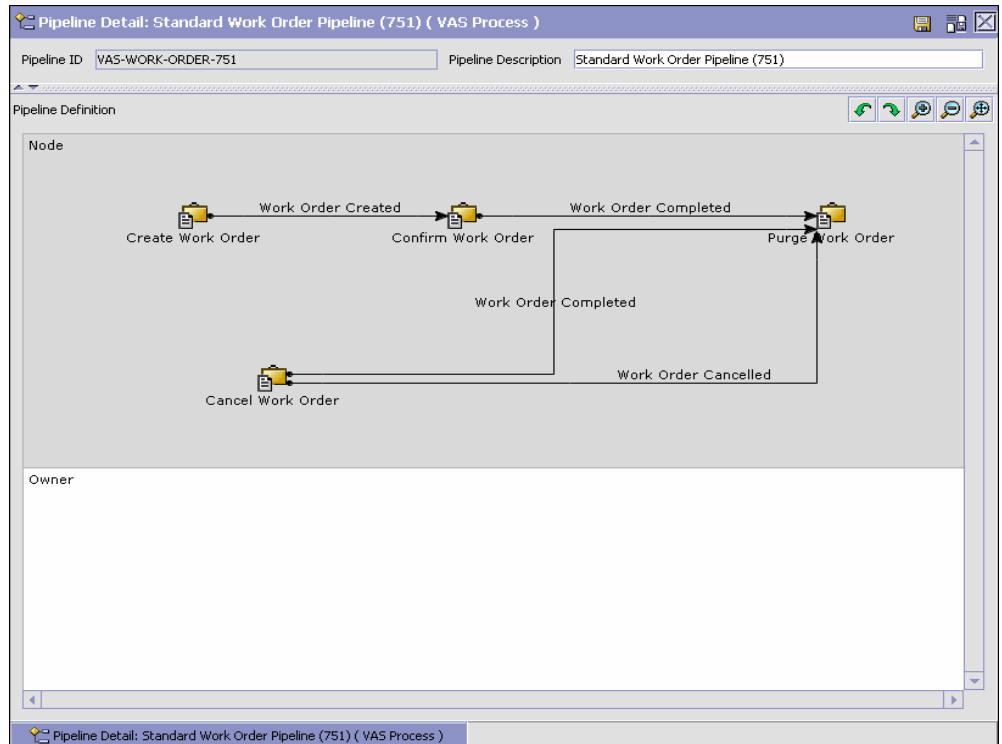 Pipeline Detail: Standard Work Order Pipeline (751) ( VAS Process )
Pipeline ID VAS-WORK-ORDER-751 Pipeline Description Standard Work Order Pipeline (751)
Pipeline Definition
Node
Work Order Created Work Order Completed
Create Work Order Confirm Work Order Purge Work Order
Work Order Completed
Work Order Cancelled
Cancel Work Order
Owner
Pipeline Detail: Standard Work Order Pipeline (751) ( VAS Process )